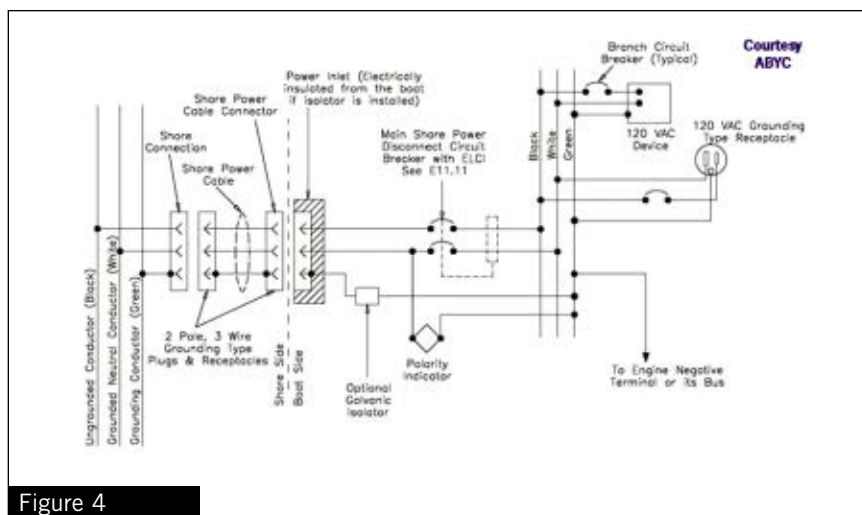 Courtesy
ABYC
Branch Circuit
Breaker (Typical)
Power Inlet (Electrically
insulated from the boat
if isolator is installed)
Shore Power
Cable Connector
Shore
Connection
Shore Power
Cable
Main Shore Power
Disconnect Circuit
Breaker with ELCI
See E11.11
Black
White
Green
120 VAC
Device
120 VAC Grounding
Type Receptacle
Ungrounded Conductor (Black)
Grounded Neutral Conductor (White)
Grounding Conductor (Green)
2 Pole, 3 Wire
Grounding Type
Plugs & Receptacles
Shore Side
Boat Side
Optional
Galvanic
Isolator
Polarity
Indicator
To Engine Negative
Terminal or its Bus
Figure 4